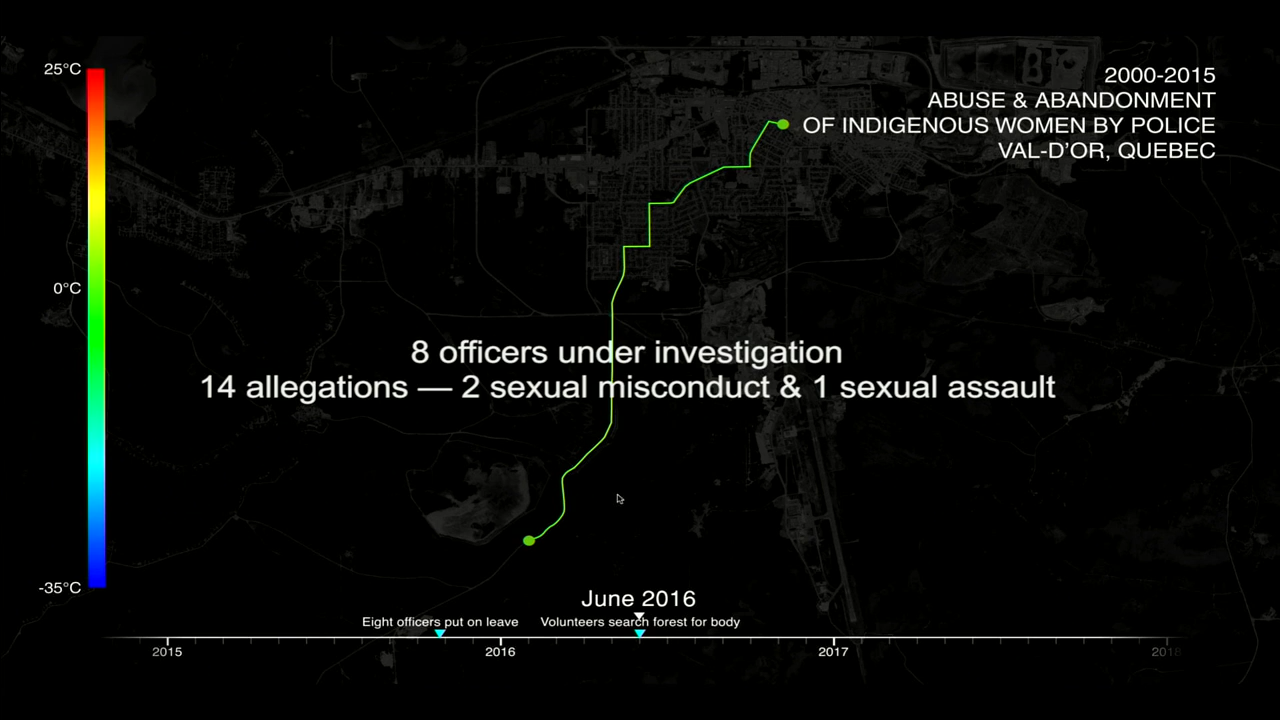 25°C
2000-2015
ABUSE & ABANDONMENT
OF INDIGENOUS WOMEN BY POLICE
VAL-D’OR, QUEBEC
0°C
8 officers under investigation
14 allegations — 2 sexual misconduct & 1 sexual assault
-35°C
June 2016
Eight officers put on leave
Volunteers search forest for body
2015
2016
2017
2018